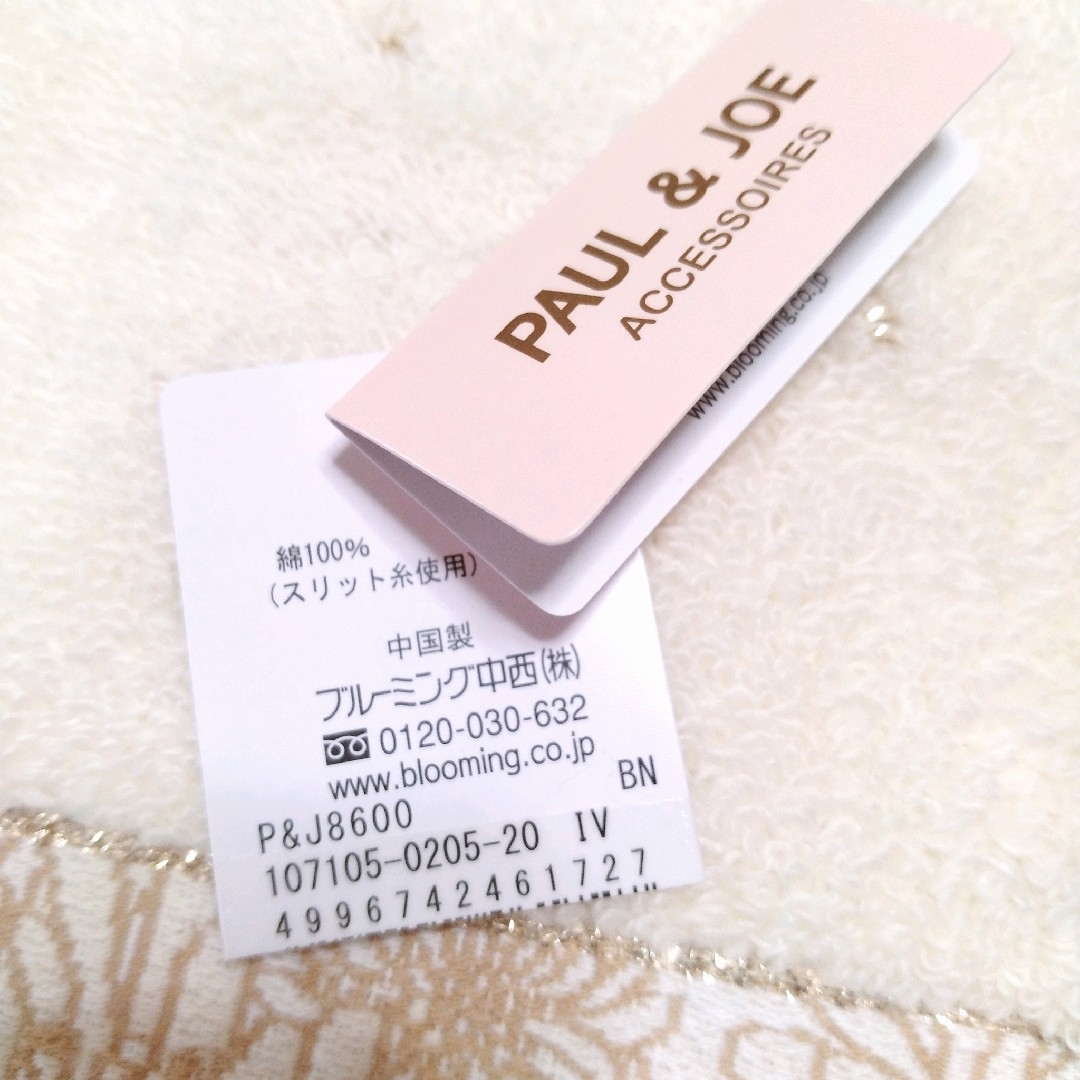 PAUL & JOE
ACCESSOIRES
www.blooming.co.jp
綿100%
(スリット糸使用)
中国製
ブルーミング中西(株)
0120-030-632
www.blooming.co.jp
BN
P&J8600
107105-0205-20 IV
4996742461727